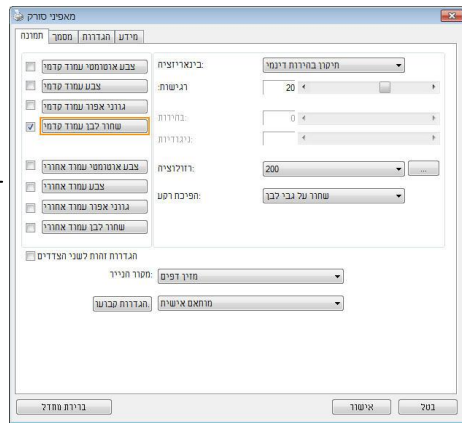 מאפיני סורק
תמונה מסמך הגדרות מידע
צבע אוטומטי עמוד קדמי
צבע עמוד קדמי
גווני אפור עמוד קדמי
שחור לבן עמוד קדמי
צבע אוטומטי עמוד אחורי
צבע עמוד אחורי
גווני אפור עמוד אחורי
שחור לבן עמוד אחורי
בינאריזציה: תיקון בהירות דינמי
רגישות: 20
בהירות: 0
ניגודיות:
רזולוציה: 200 ...
הפיכת רקע: שחור על גבי לבן
הגדרות זהות לשני הצדדים
מקור הנייר: מזין דפים
הגדרות קבועו. מותאם אישית
ברירת מחדל אישור בטל